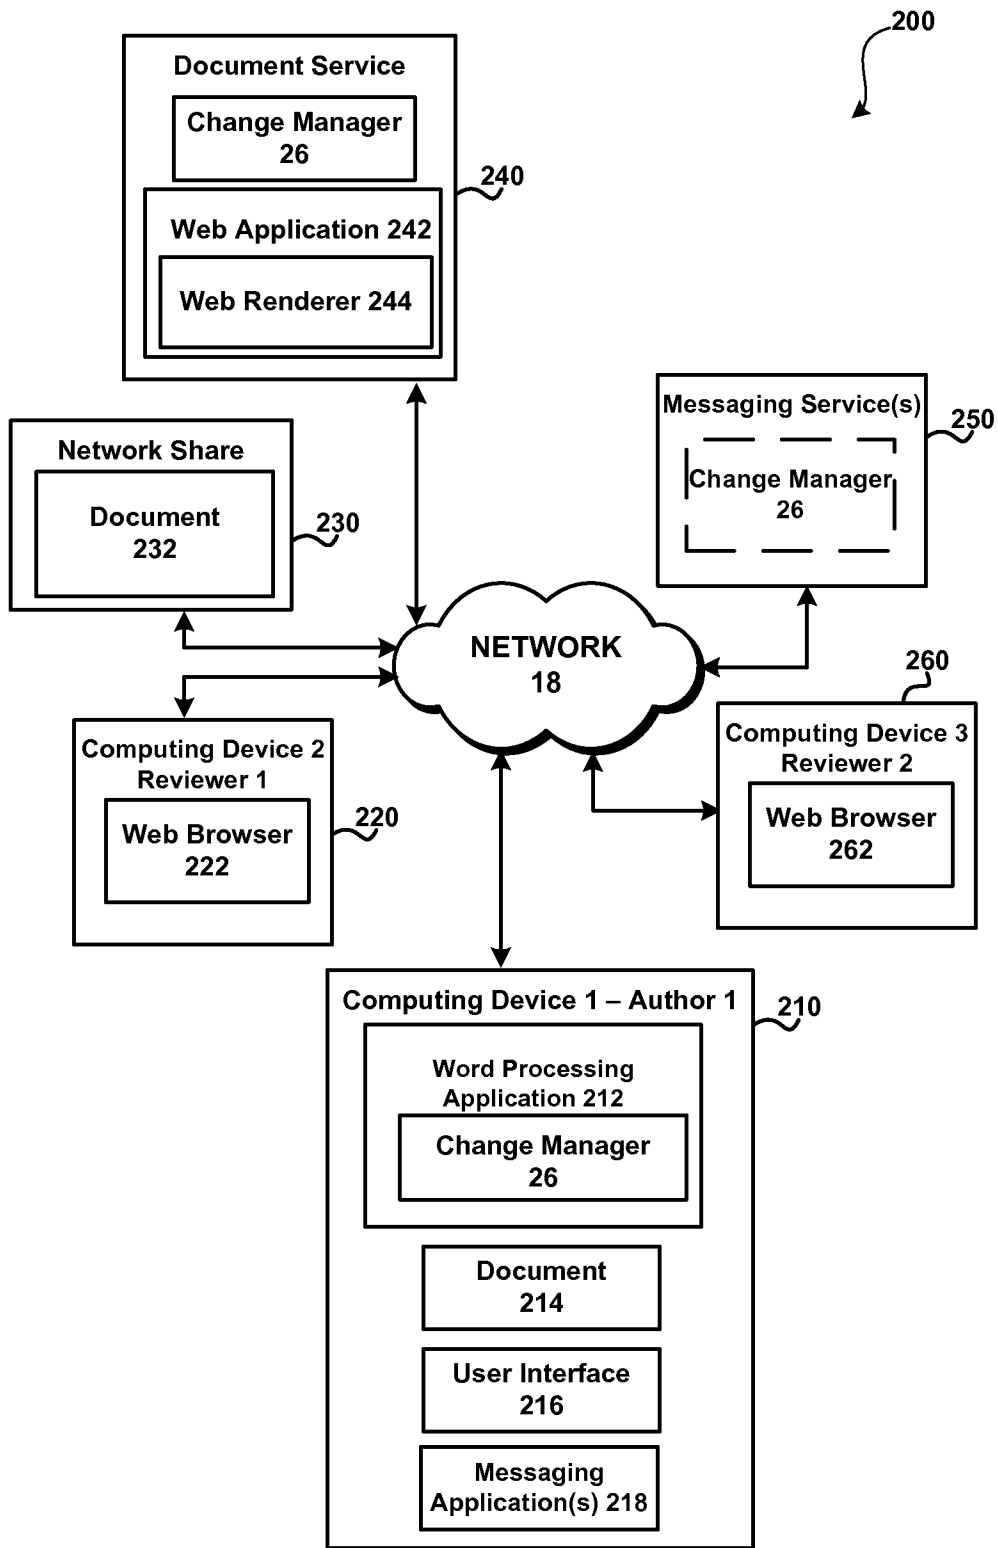 200
Document Service
Change Manager
26
240
Web Application 242
Web Renderer 244
Messaging Service(s)
250
Change Manager
26
Network Share
230
Document
232
NETWORK
18
260
Computing Device 2
Reviewer 1
220
Web Browser
222
Computing Device 3
Reviewer 2
Web Browser
262
Computing Device 1 – Author 1
210
Word Processing
Application 212
Change Manager
26
Document
214
User Interface
216
Messaging
Application(s) 218